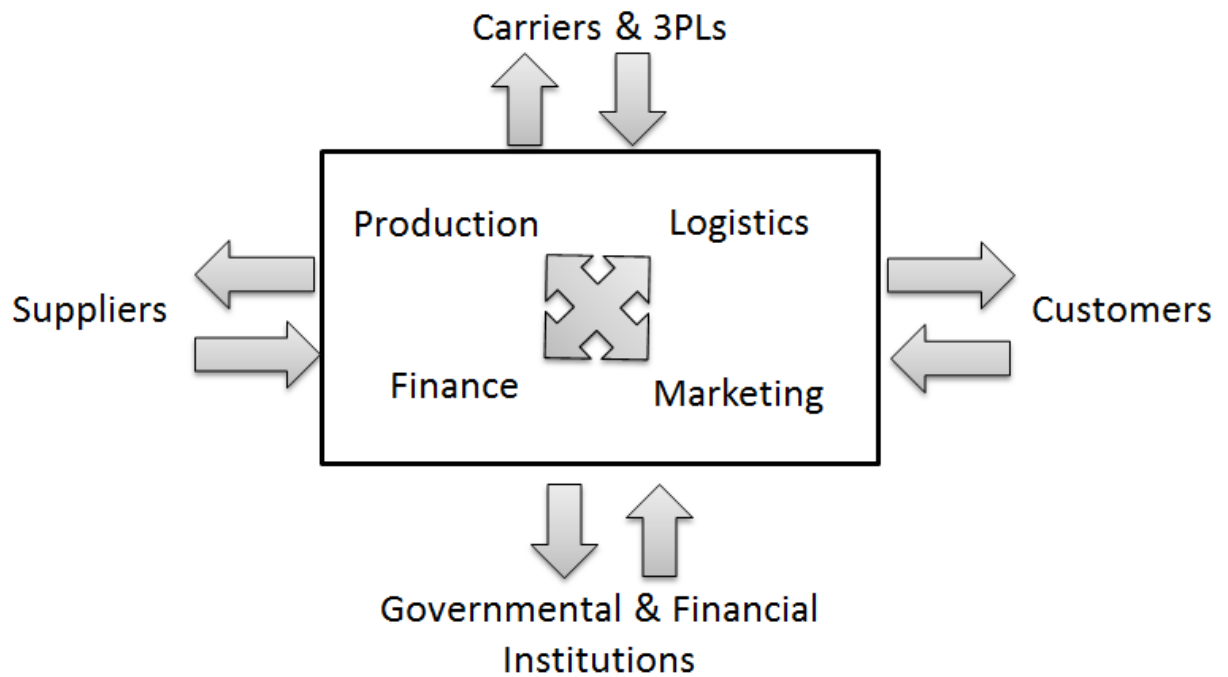 Carriers & 3PLs
Production
Logistics
Suppliers
Customers
Finance
Marketing
Governmental & Financial
Institutions